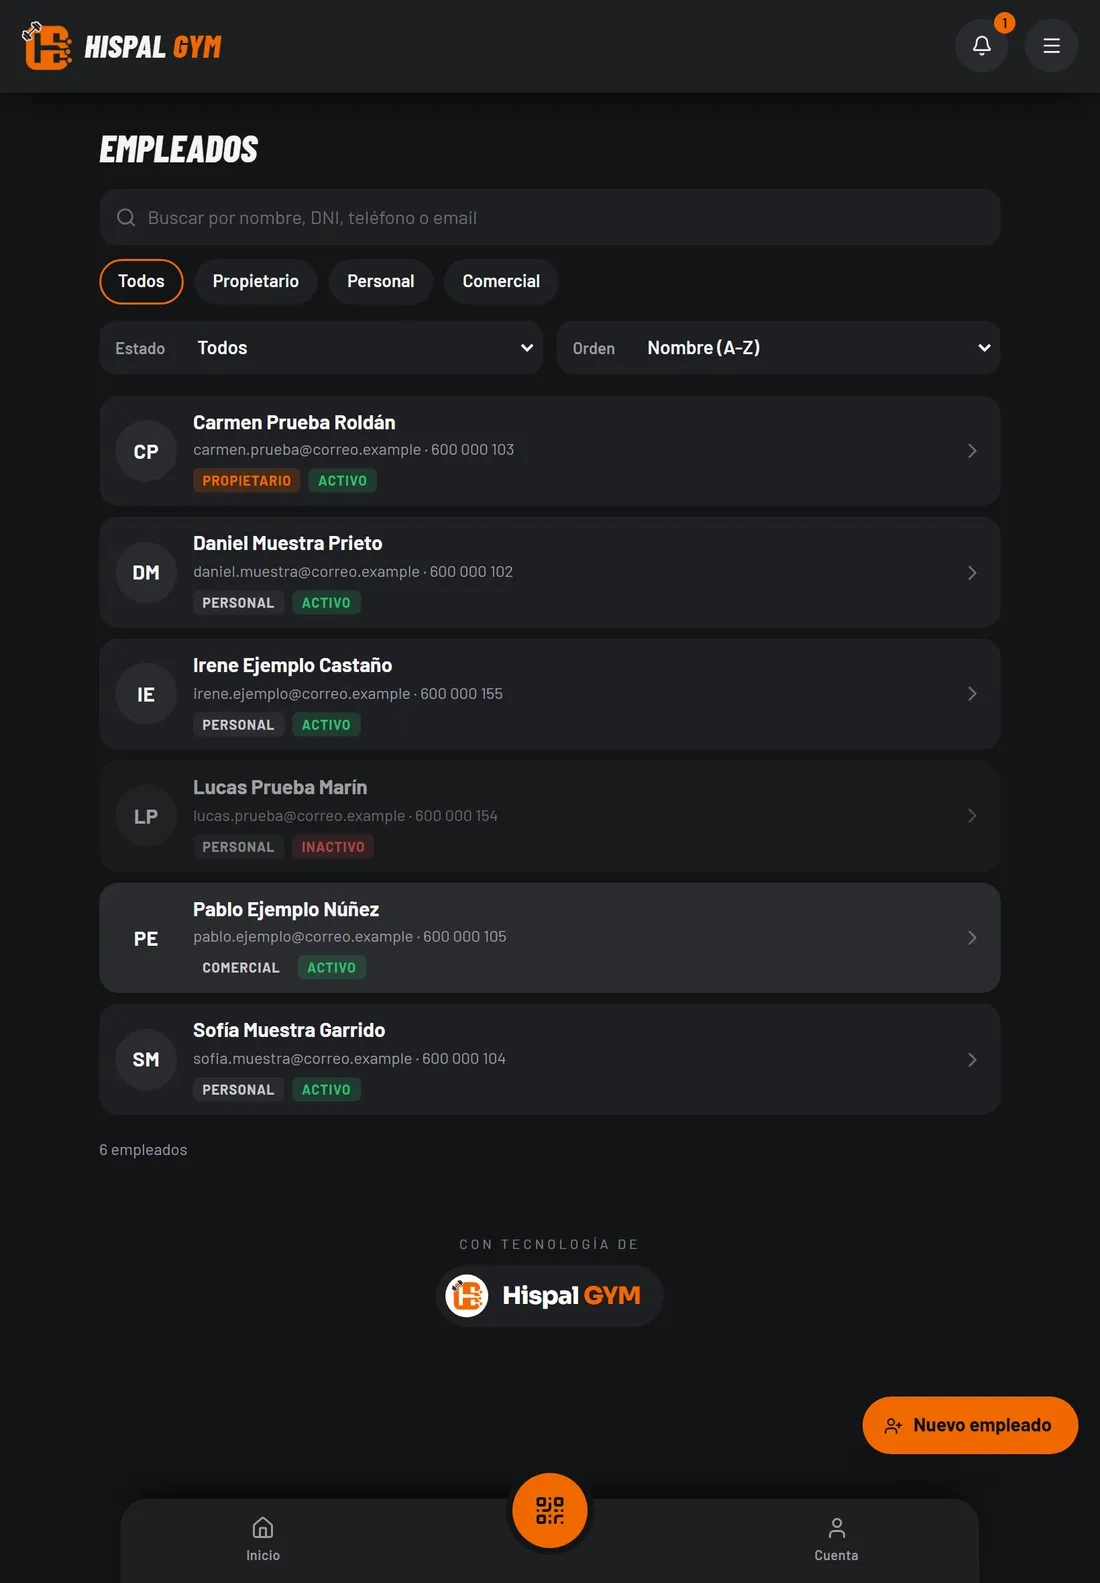 HISPAL GYM
1
EMPLEADOS
Buscar por nombre, DNI, teléfono o email
Todos
Propietario
Personal
Comercial
Estado
Todos
Orden
Nombre (A-Z)
CP
Carmen Prueba Roldán
carmen.prueba@correo.example · 600 000 103
PROPIETARIO
ACTIVO
DM
Daniel Muestra Prieto
daniel.muestra@correo.example · 600 000 102
PERSONAL
ACTIVO
IE
Irene Ejemplo Castaño
irene.ejemplo@correo.example · 600 000 155
PERSONAL
ACTIVO
LP
Lucas Prueba Marín
lucas.prueba@correo.example · 600 000 154
PERSONAL
INACTIVO
PE
Pablo Ejemplo Núñez
pablo.ejemplo@correo.example · 600 000 105
COMERCIAL
ACTIVO
SM
Sofía Muestra Garrido
sofia.muestra@correo.example · 600 000 104
PERSONAL
ACTIVO
6 empleados
CON TECNOLOGÍA DE
Hispal GYM
Nuevo empleado
Inicio
Cuenta